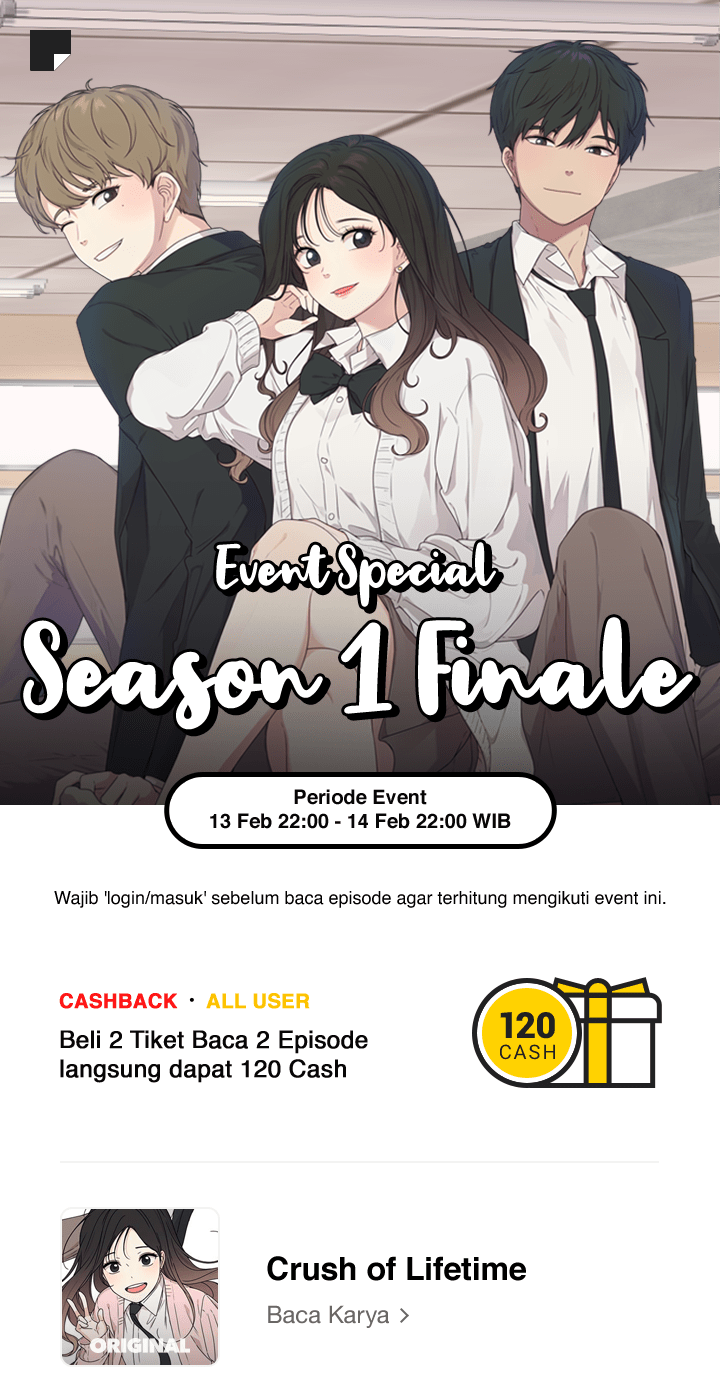 Event Special
Season 1 Finale
Periode Event
13 Feb 22:00 - 14 Feb 22:00 WIB
Wajib 'login/masuk' sebelum baca episode agar terhitung mengikuti event ini.
CASHBACK · ALL USER
Beli 2 Tiket Baca 2 Episode
langsung dapat 120 Cash
120
CASH
ORIGINAL
Crush of Lifetime
Baca Karya >